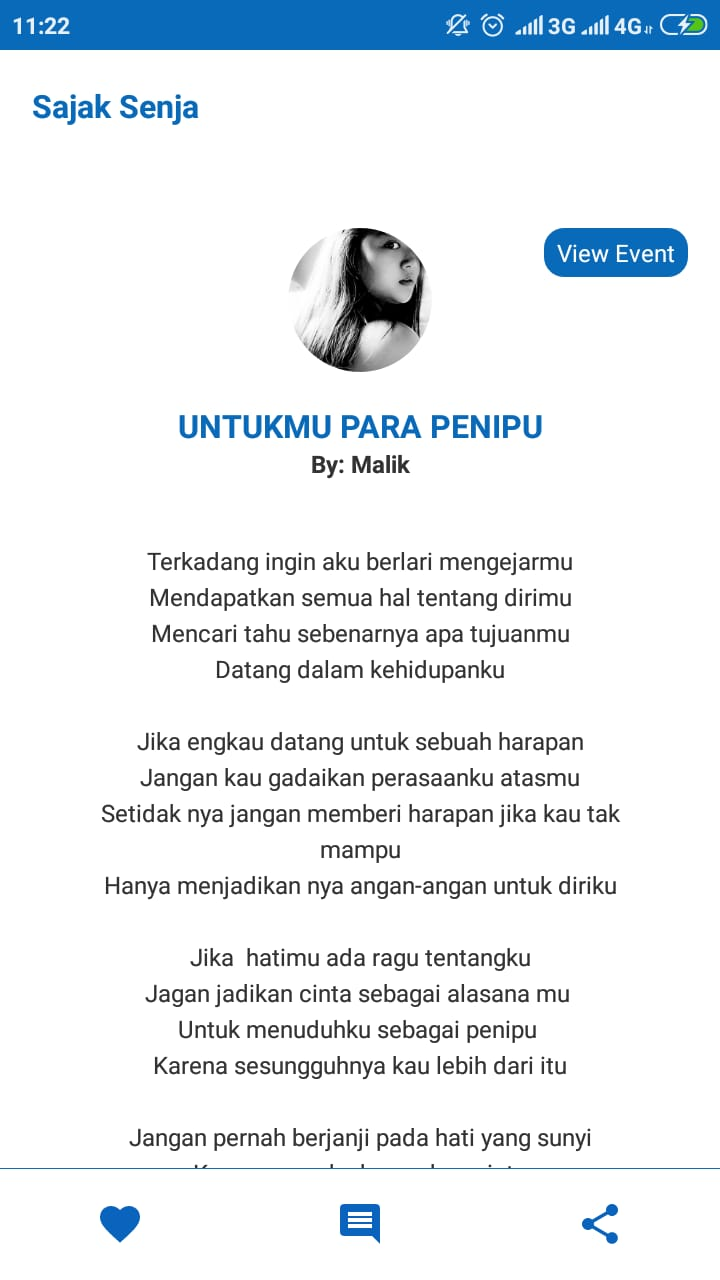 11:22
3G
4G
Sajak Senja
View Event
UNTUKMU PARA PENIPU
By: Malik
Terkadang ingin aku berlari mengejarmu
Mendapatkan semua hal tentang dirimu
Mencari tahu sebenarnya apa tujuanmu
Datang dalam kehidupanku
Jika engkau datang untuk sebuah harapan
Jangan kau gadaikan perasaanku atasmu
Setidak nya jangan memberi harapan jika kau tak
mampu
Hanya menjadikan nya angan-angan untuk diriku
Jika  hatimu ada ragu tentangku
Jagan jadikan cinta sebagai alasana mu
Untuk menuduhku sebagai penipu
Karena sesungguhnya kau lebih dari itu
Jangan pernah berjanji pada hati yang sunyi